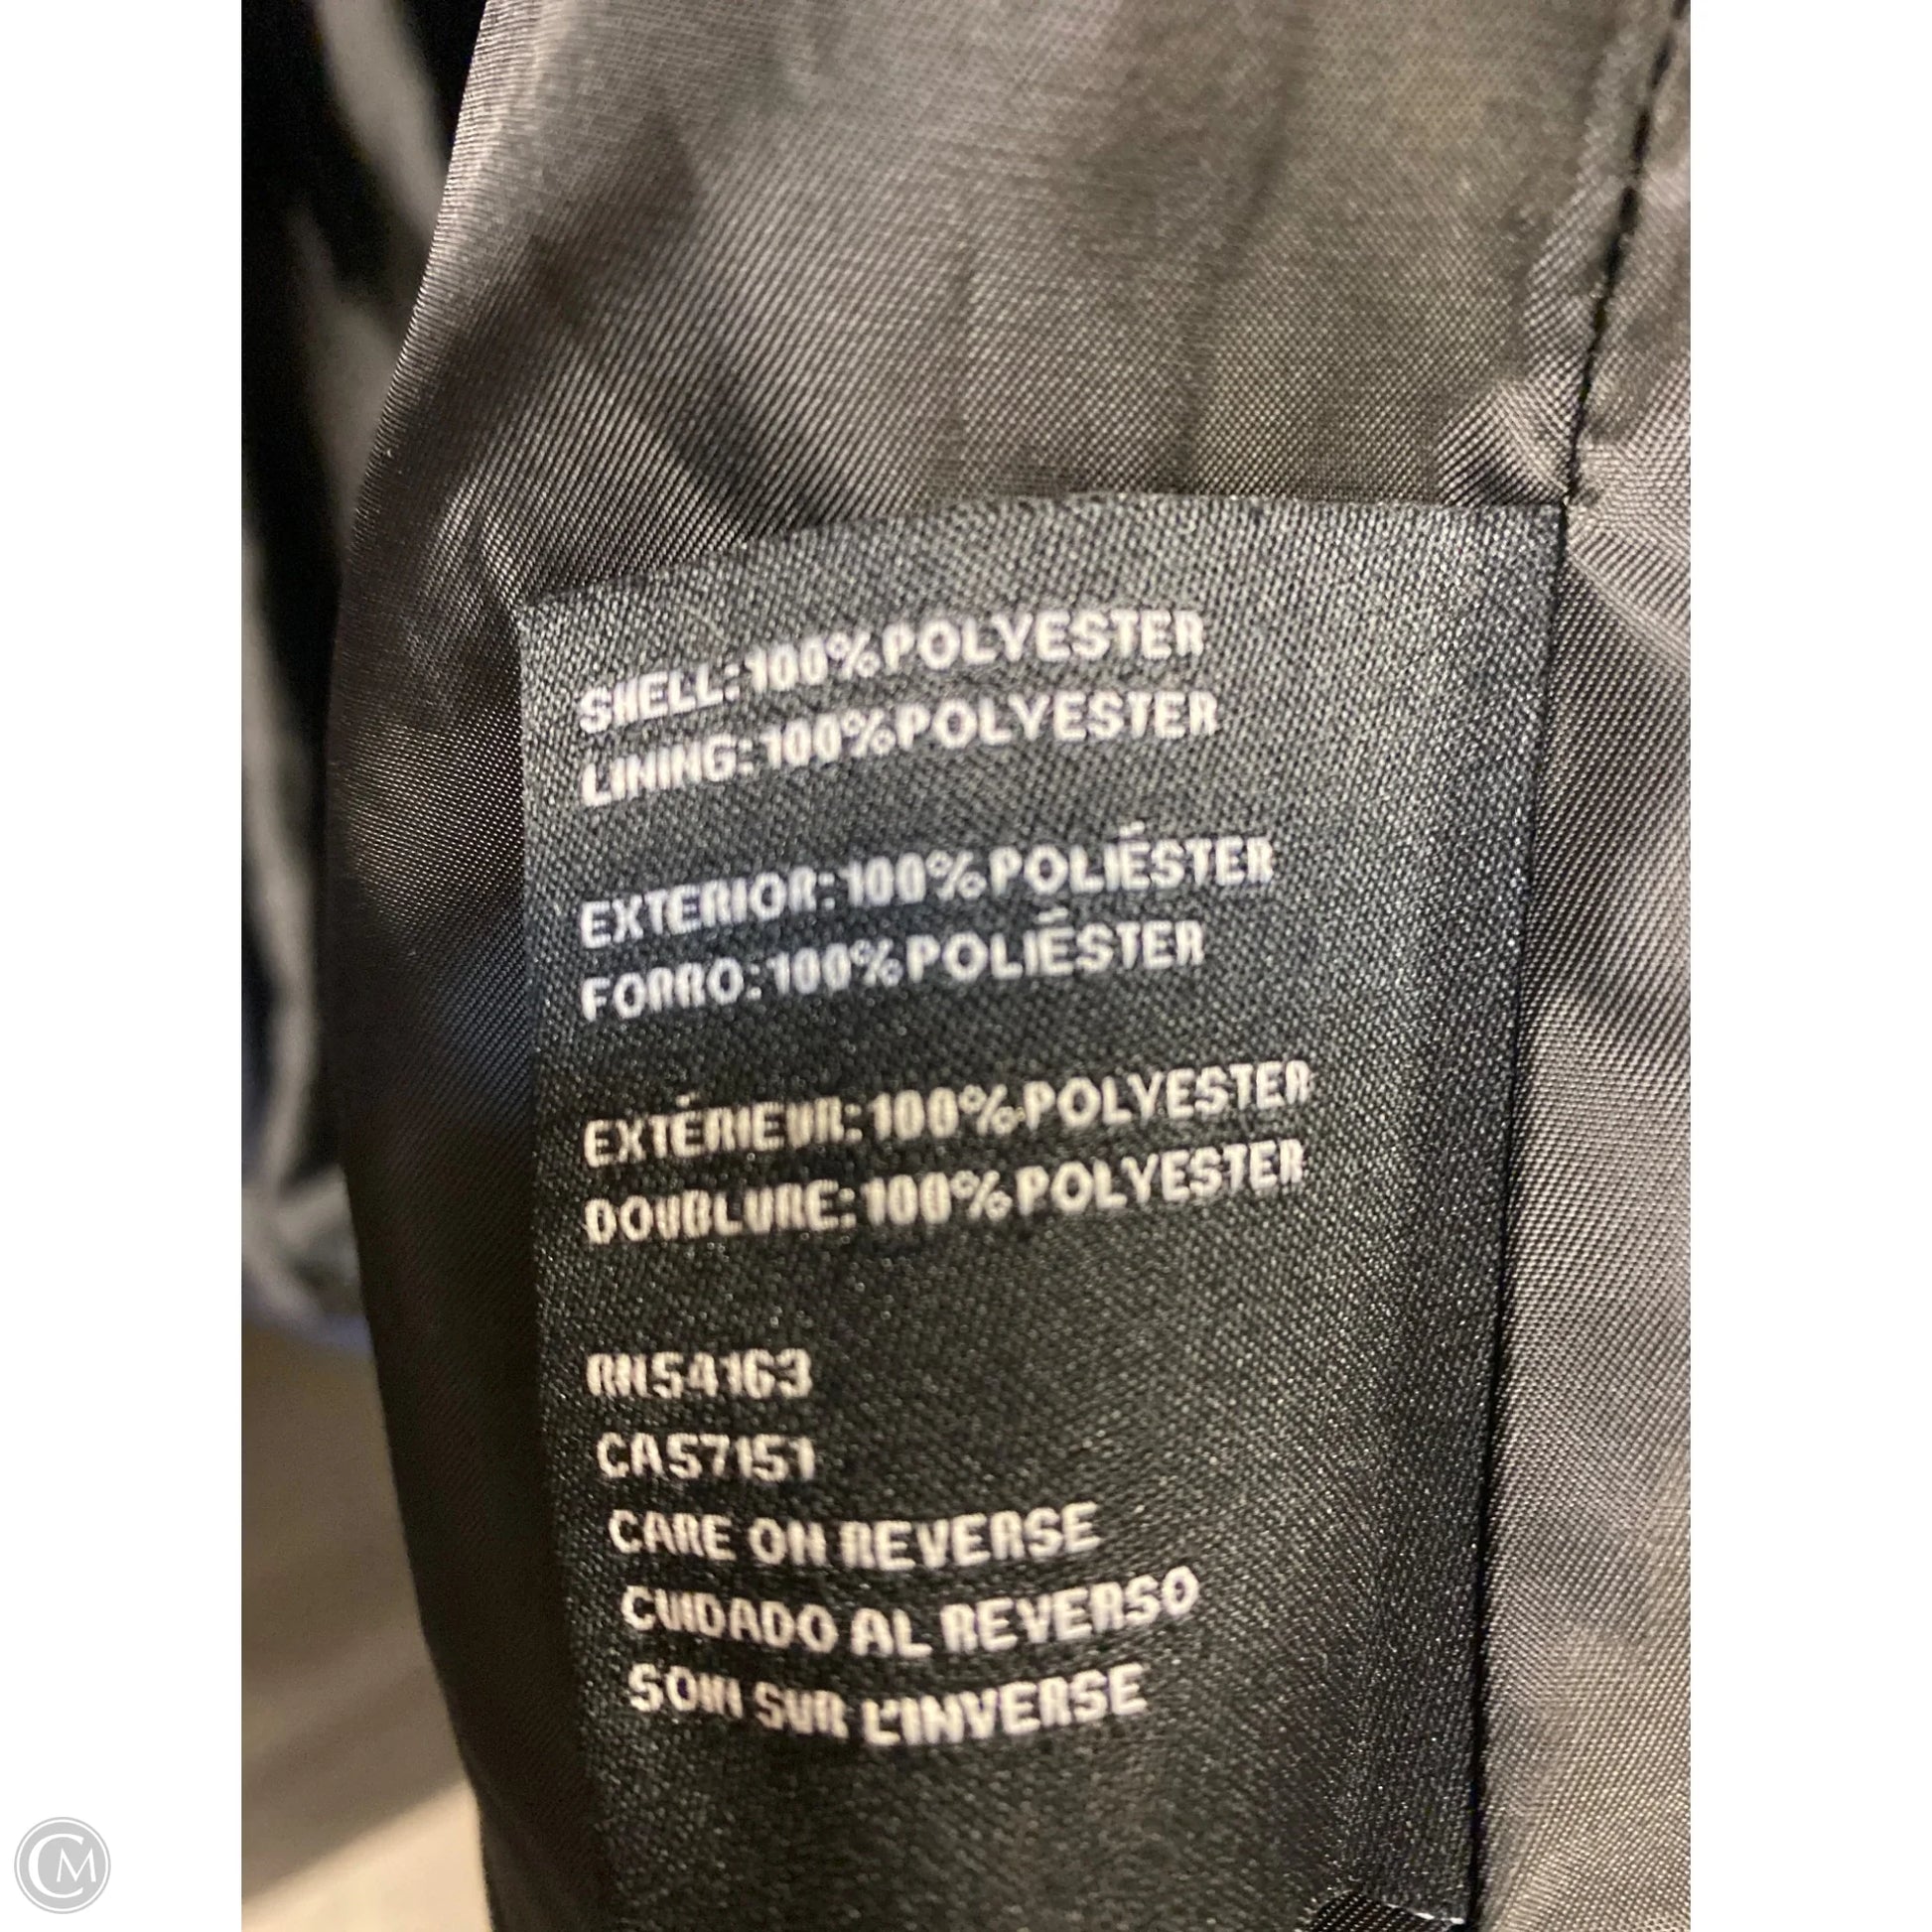 SHELL: 100% POLYESTER
LINING: 100% POLYESTER
EXTERIOR: 100% POLIÉSTER
FORRO: 100% POLIÉSTER
EXTÉRIEUR: 100% POLYESTER
DOUBLURE: 100% POLYESTER
RN54163
CA57151
CARE ON REVERSE
CUIDADO AL REVERSO
SOIN SUR L'INVERSE
CM